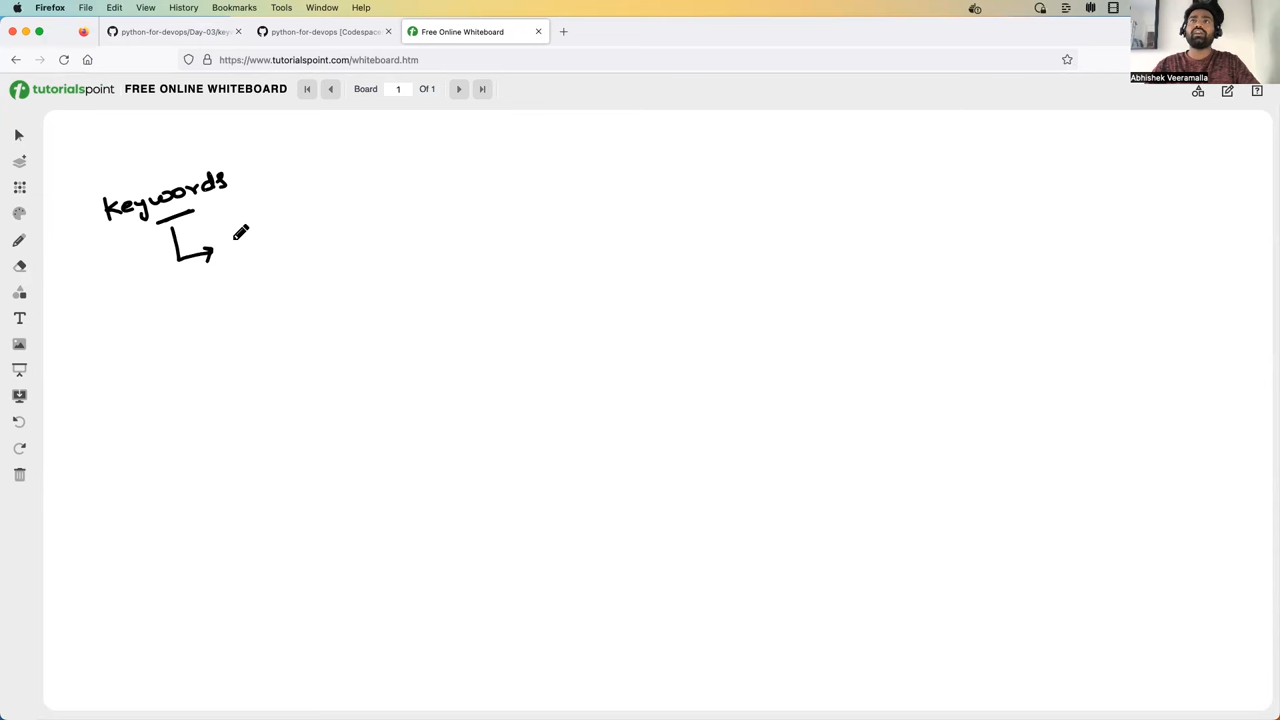 Firefox File Edit View History Bookmarks Tools Window Help
python-for-devops/Day-03/key
python-for-devops [Codespace
Free Online Whiteboard
https://www.tutorialspoint.com/whiteboard.htm
Abhishek Veeramalla
tutorialspoint FREE ONLINE WHITEBOARD Board 1 Of 1
keywords